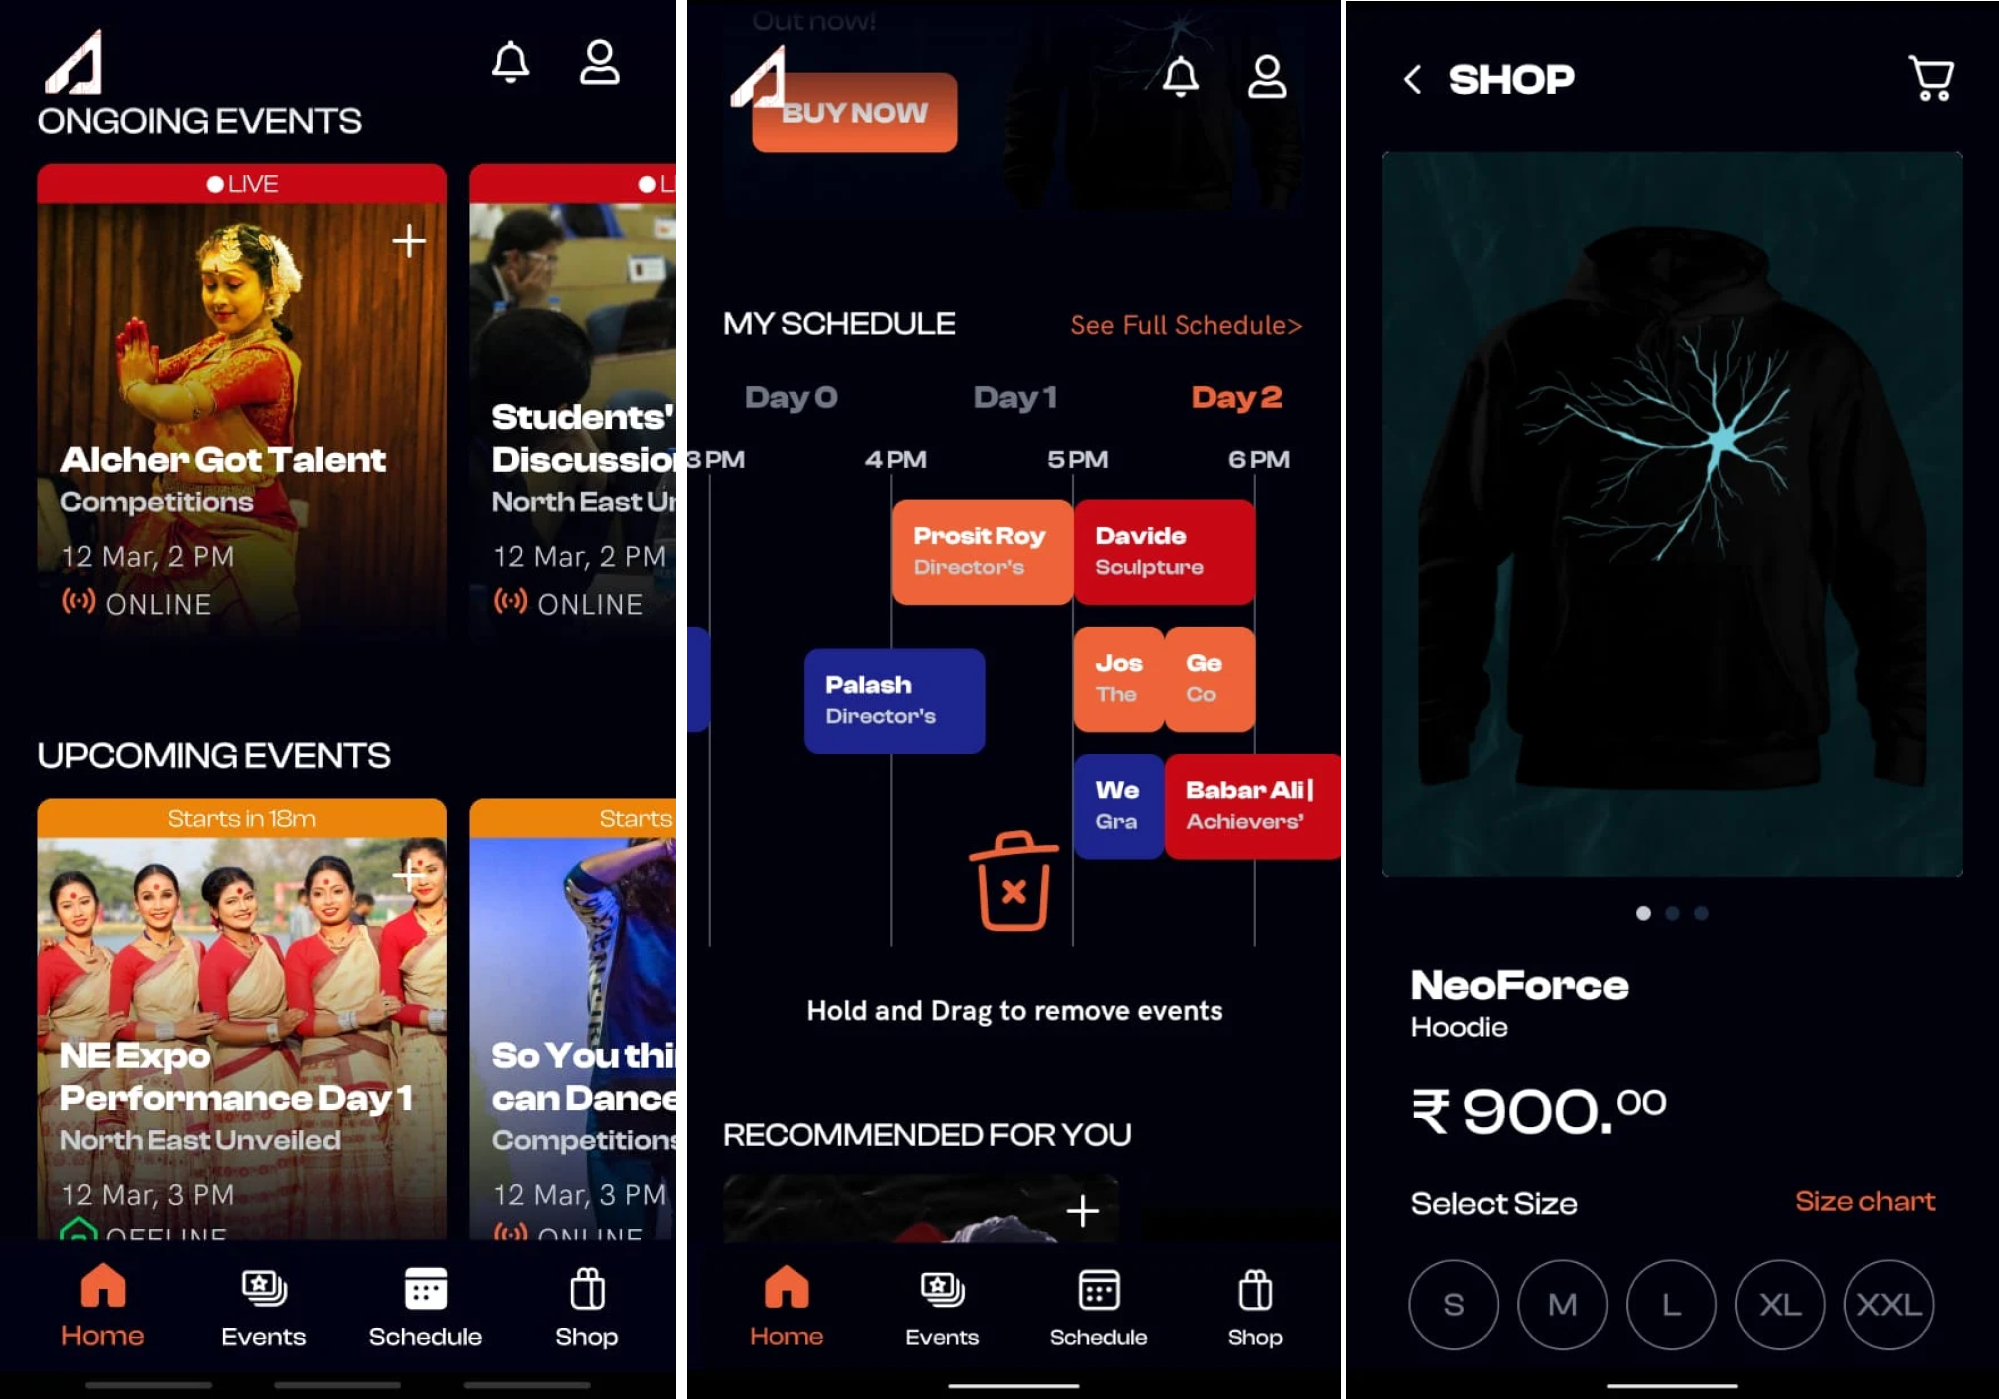 ONGOING EVENTS
LIVE
Alcher Got Talent
Competitions
12 Mar, 2 PM
ONLINE
LI
Students'
Discussion
North East Un
12 Mar, 2 PM
ONLINE
UPCOMING EVENTS
Starts in 18m
NE Expo
Performance Day 1
North East Unveiled
12 Mar, 3 PM
OFFLINE
Starts
So You thi
can Dance
Competitions
12 Mar, 3 PM
ONLINE
Home
Events
Schedule
Shop
Out now!
BUY NOW
MY SCHEDULE
See Full Schedule>
Day 0
Day 1
Day 2
3 PM
4 PM
5 PM
6 PM
Prosit Roy
Director's
Davide
Sculpture
Palash
Director's
Jos
The
Ge
Co
We
Gra
Babar Ali |
Achievers'
Hold and Drag to remove events
RECOMMENDED FOR YOU
Home
Events
Schedule
Shop
SHOP
NeoForce
Hoodie
₹ 900.00
Select Size
Size chart
S
M
L
XL
XXL